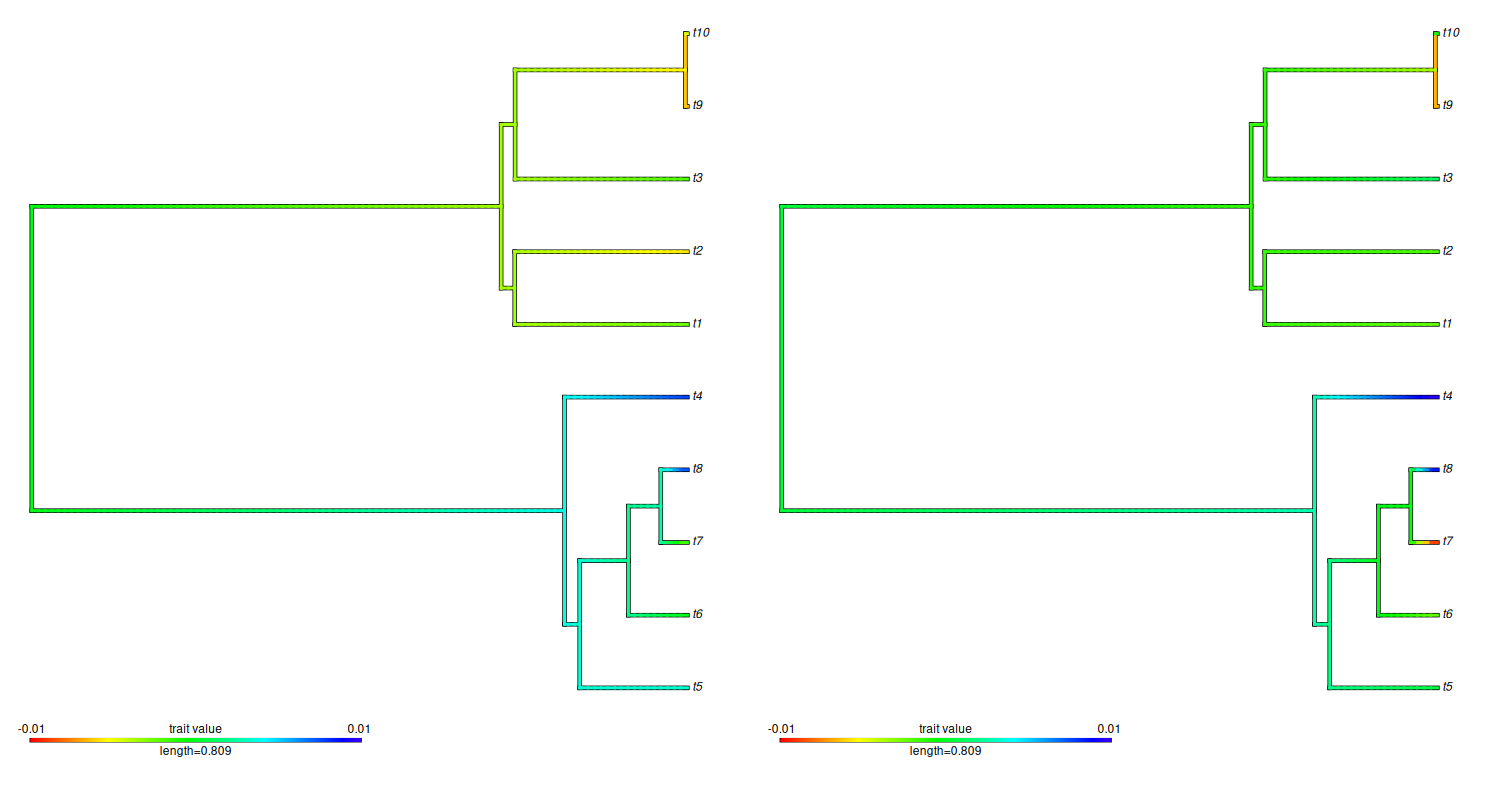 t10
t9
t3
t2
t1
t4
t8
t7
t6
t5
-0.01 trait value 0.01
length=0.809
t10
t9
t3
t2
t1
t4
t8
t7
t6
t5
-0.01 trait value 0.01
length=0.809